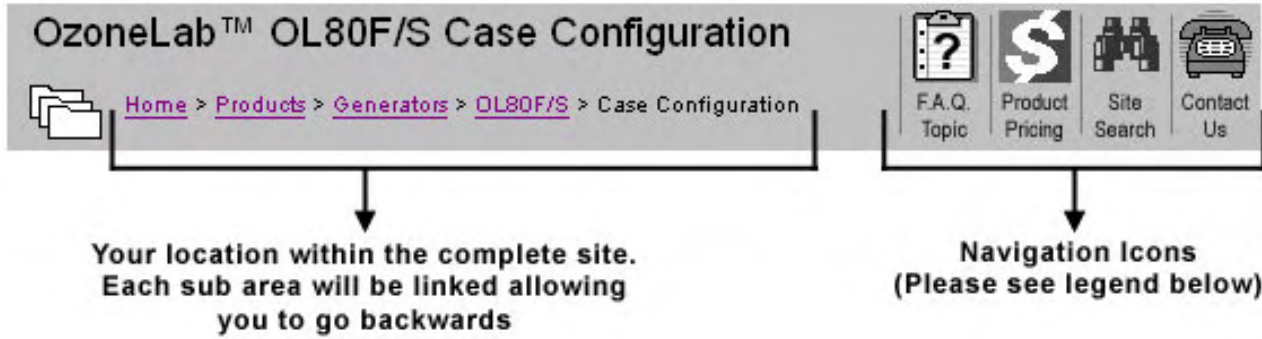 OzoneLab™ OL80F/S Case Configuration
Home > Products > Generators > OL80F/S > Case Configuration
?
$
F.A.Q.
Topic
Product
Pricing
Site
Search
Contact
Us
Your location within the complete site.
Each sub area will be linked allowing
you to go backwards
Navigation Icons
(Please see legend below)